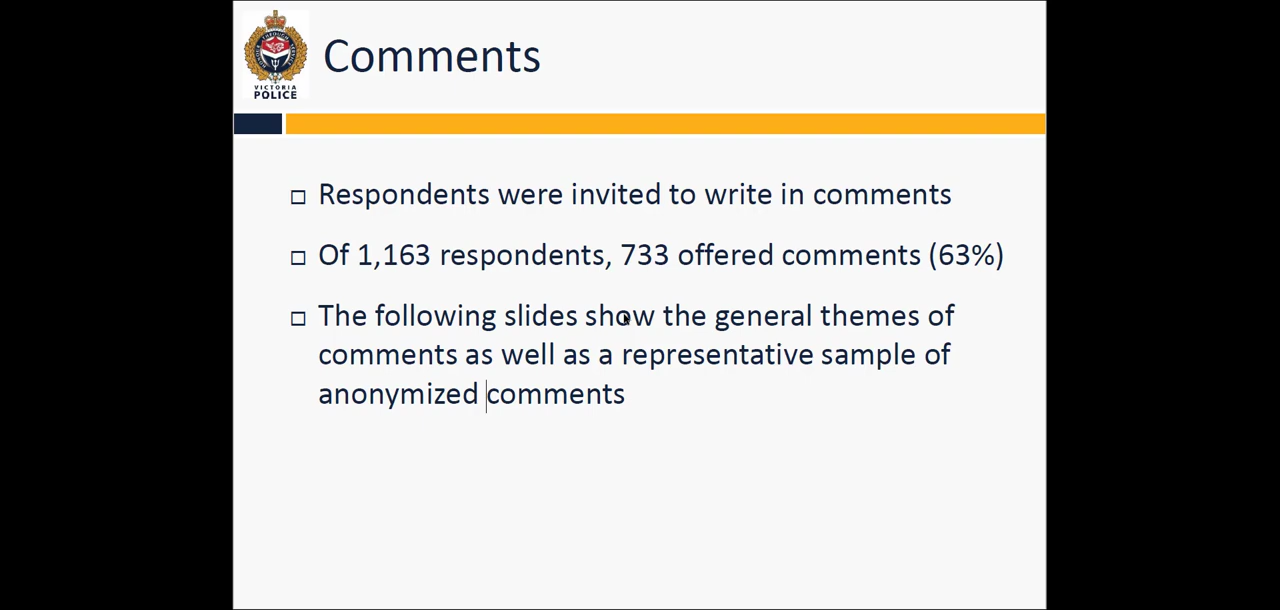 VICTORIA
POLICE
Comments
Respondents were invited to write in comments
Of 1,163 respondents, 733 offered comments (63%)
The following slides show the general themes of
comments as well as a representative sample of
anonymized comments